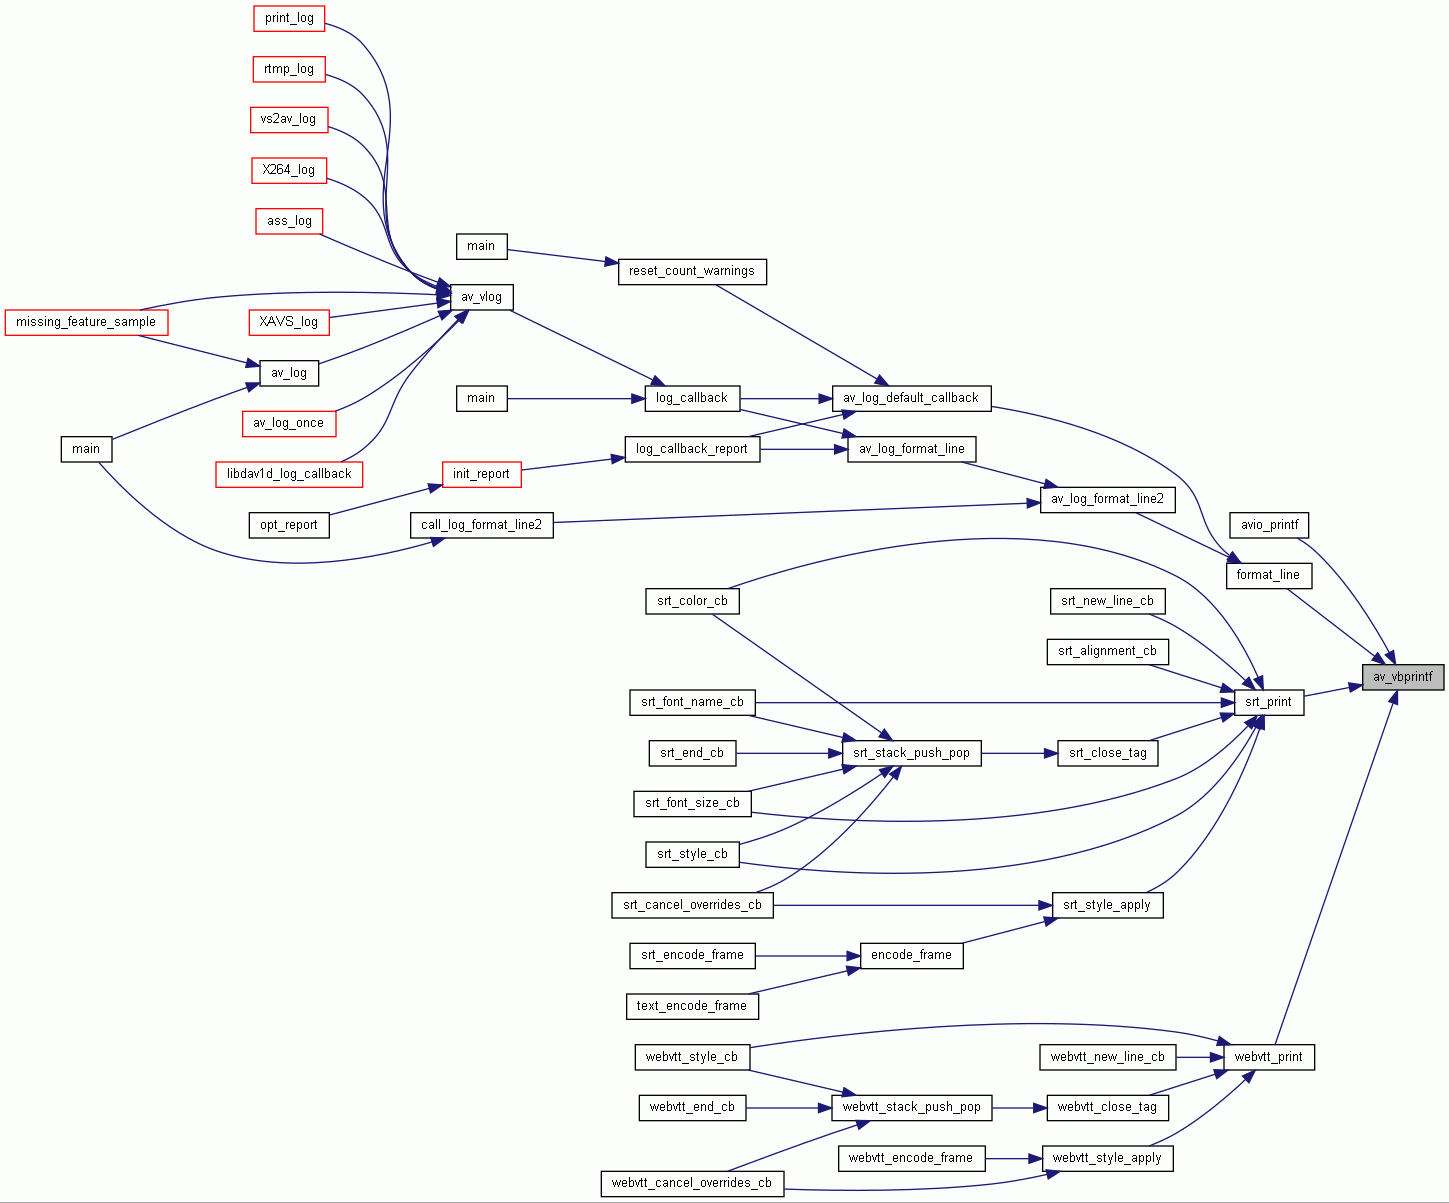 print_log
rtmp_log
vs2av_log
X264_log
ass_log
main
reset_count_warnings
av_vlog
missing_feature_sample
XAVS_log
av_log
main
log_callback
av_log_default_callback
av_log_once
main
log_callback_report
av_log_format_line
libdav1d_log_callback
init_report
av_log_format_line2
opt_report
call_log_format_line2
avio_printf
format_line
srt_color_cb
srt_new_line_cb
srt_alignment_cb
av_vbprintf
srt_font_name_cb
srt_print
srt_end_cb
srt_stack_push_pop
srt_close_tag
srt_font_size_cb
srt_style_cb
srt_cancel_overrides_cb
srt_style_apply
srt_encode_frame
encode_frame
text_encode_frame
webvtt_style_cb
webvtt_new_line_cb
webvtt_print
webvtt_end_cb
webvtt_stack_push_pop
webvtt_close_tag
webvtt_encode_frame
webvtt_style_apply
webvtt_cancel_overrides_cb